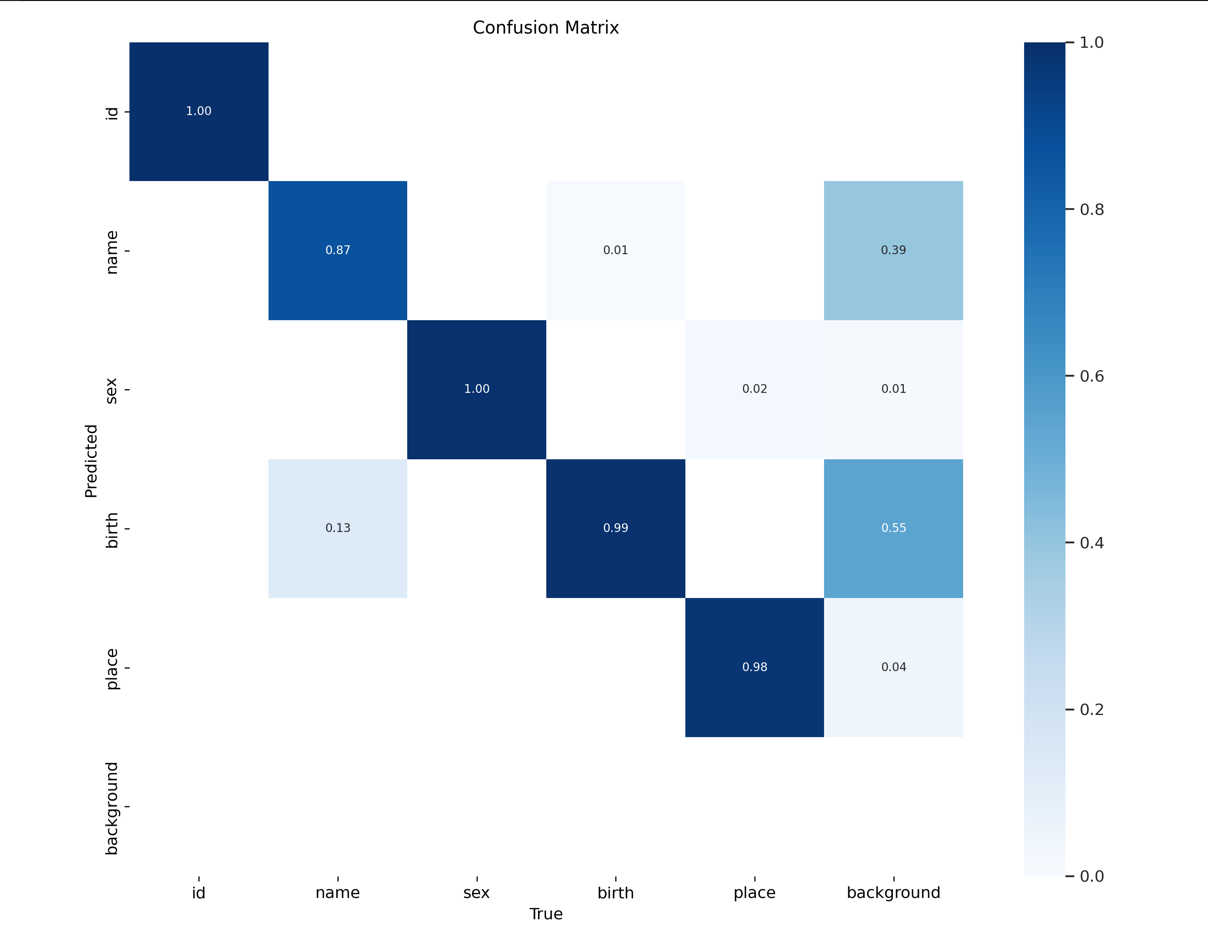 Confusion Matrix
1.0
id
1.00
0.8
name
0.87
0.01
0.39
0.6
sex
1.00
0.02
0.01
Predicted
0.4
birth
0.13
0.99
0.55
place
0.98
0.04
0.2
background
0.0
id name sex birth place background
True